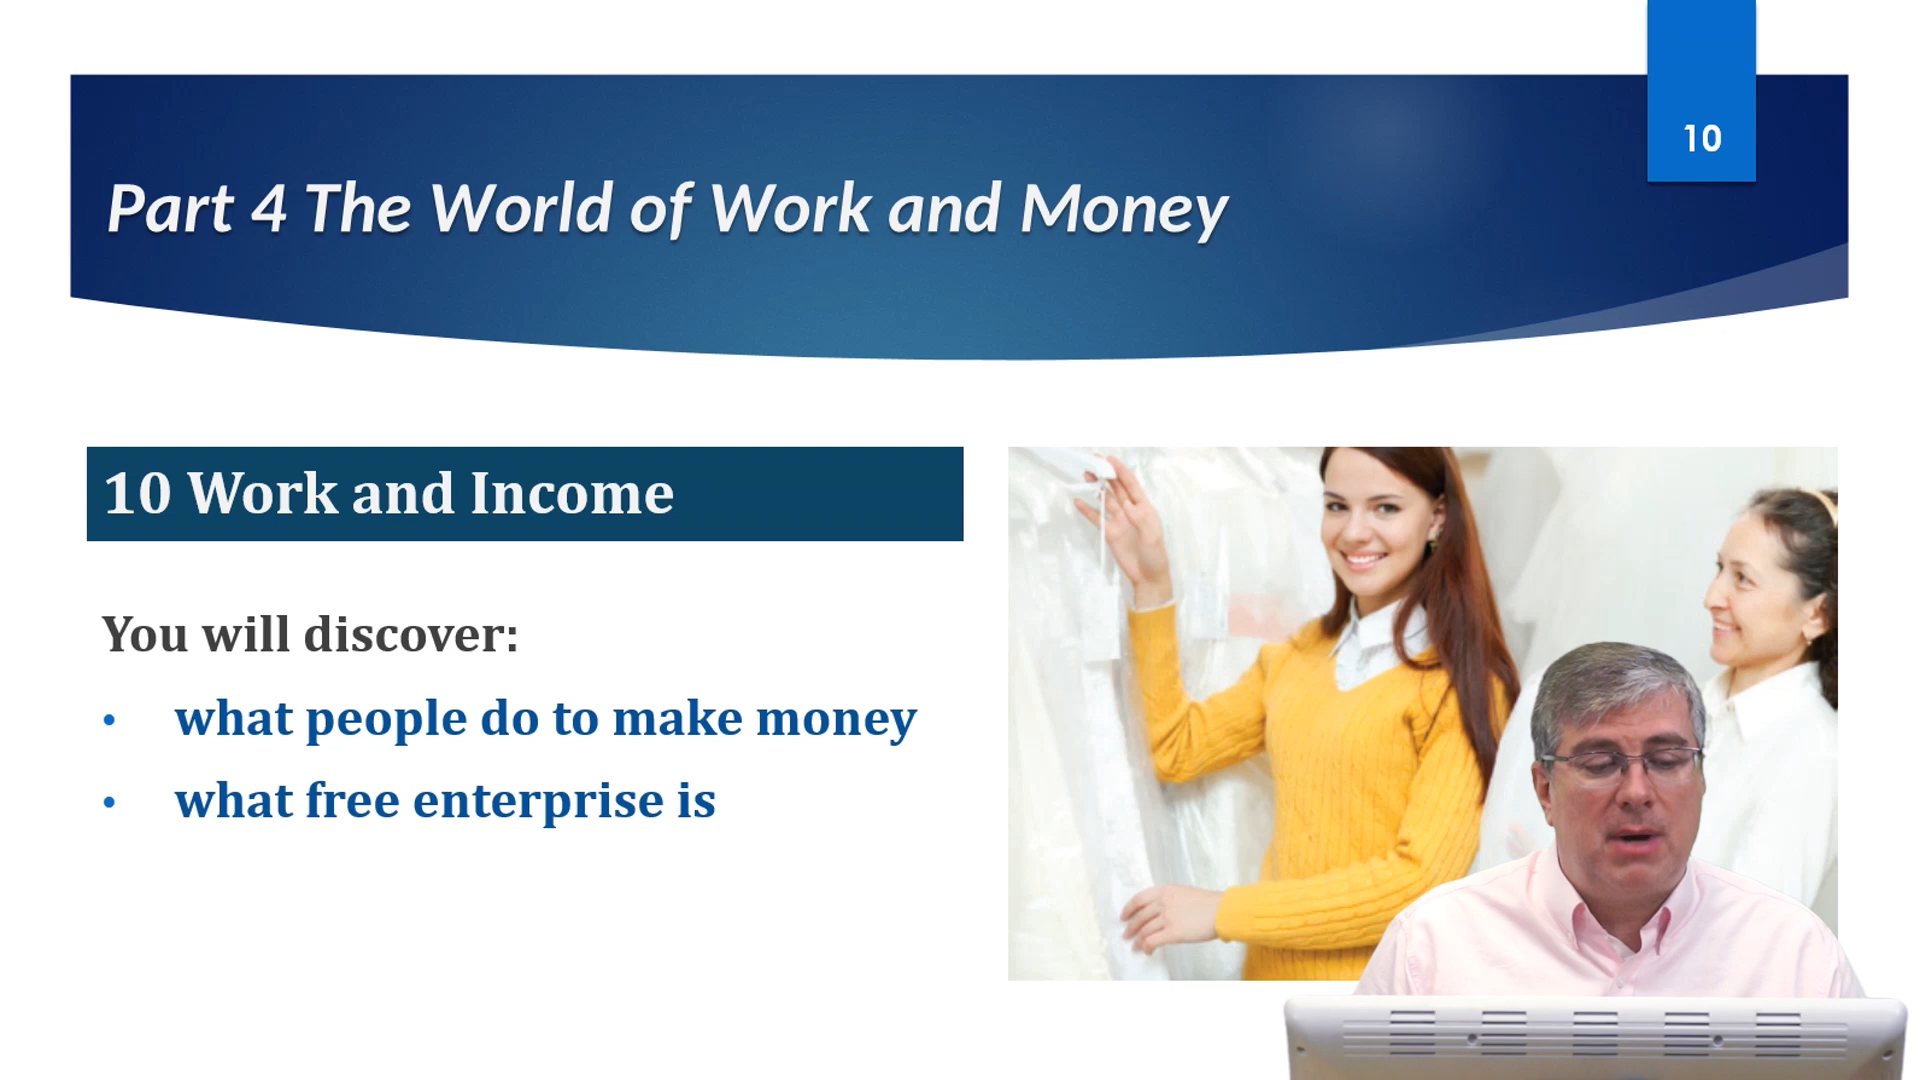 10
Part 4 The World of Work and Money
10 Work and Income
You will discover:
• what people do to make money
• what free enterprise is